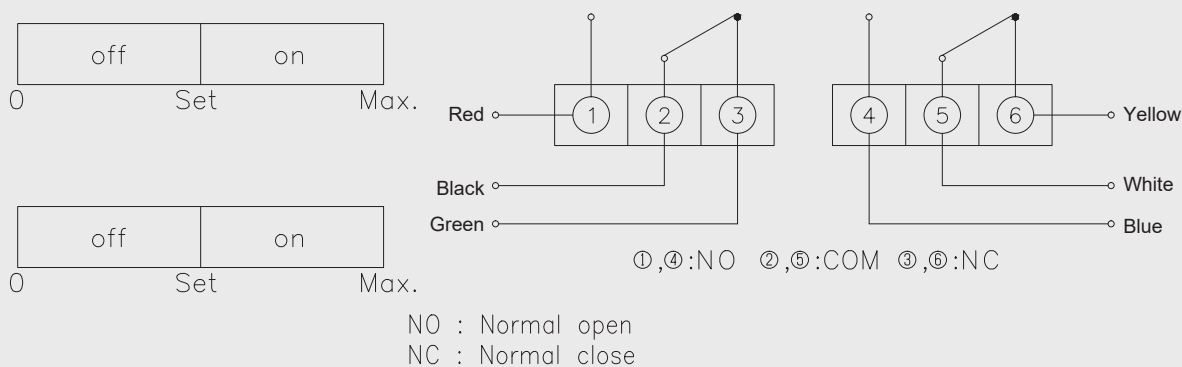 off on
0 Set Max.
off on
0 Set Max.
Red 1 2 3
Black
Green
4 5 6 Yellow
White
Blue
①,④:NO ②,⑤:COM ③,⑥:NC
NO : Normal open
NC : Normal close